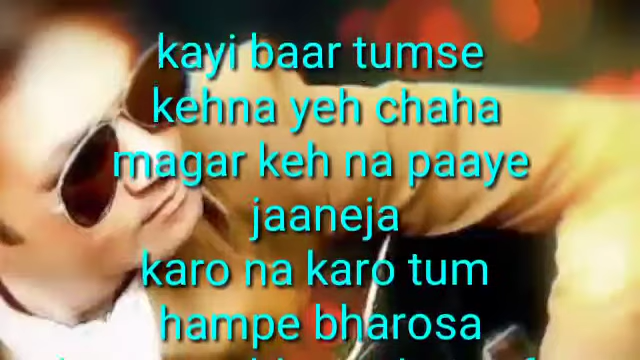 kayi baar tumse
kehna yeh chaha
magar keh na paaye
jaaneja
karo na karo tum
hampe bharosa